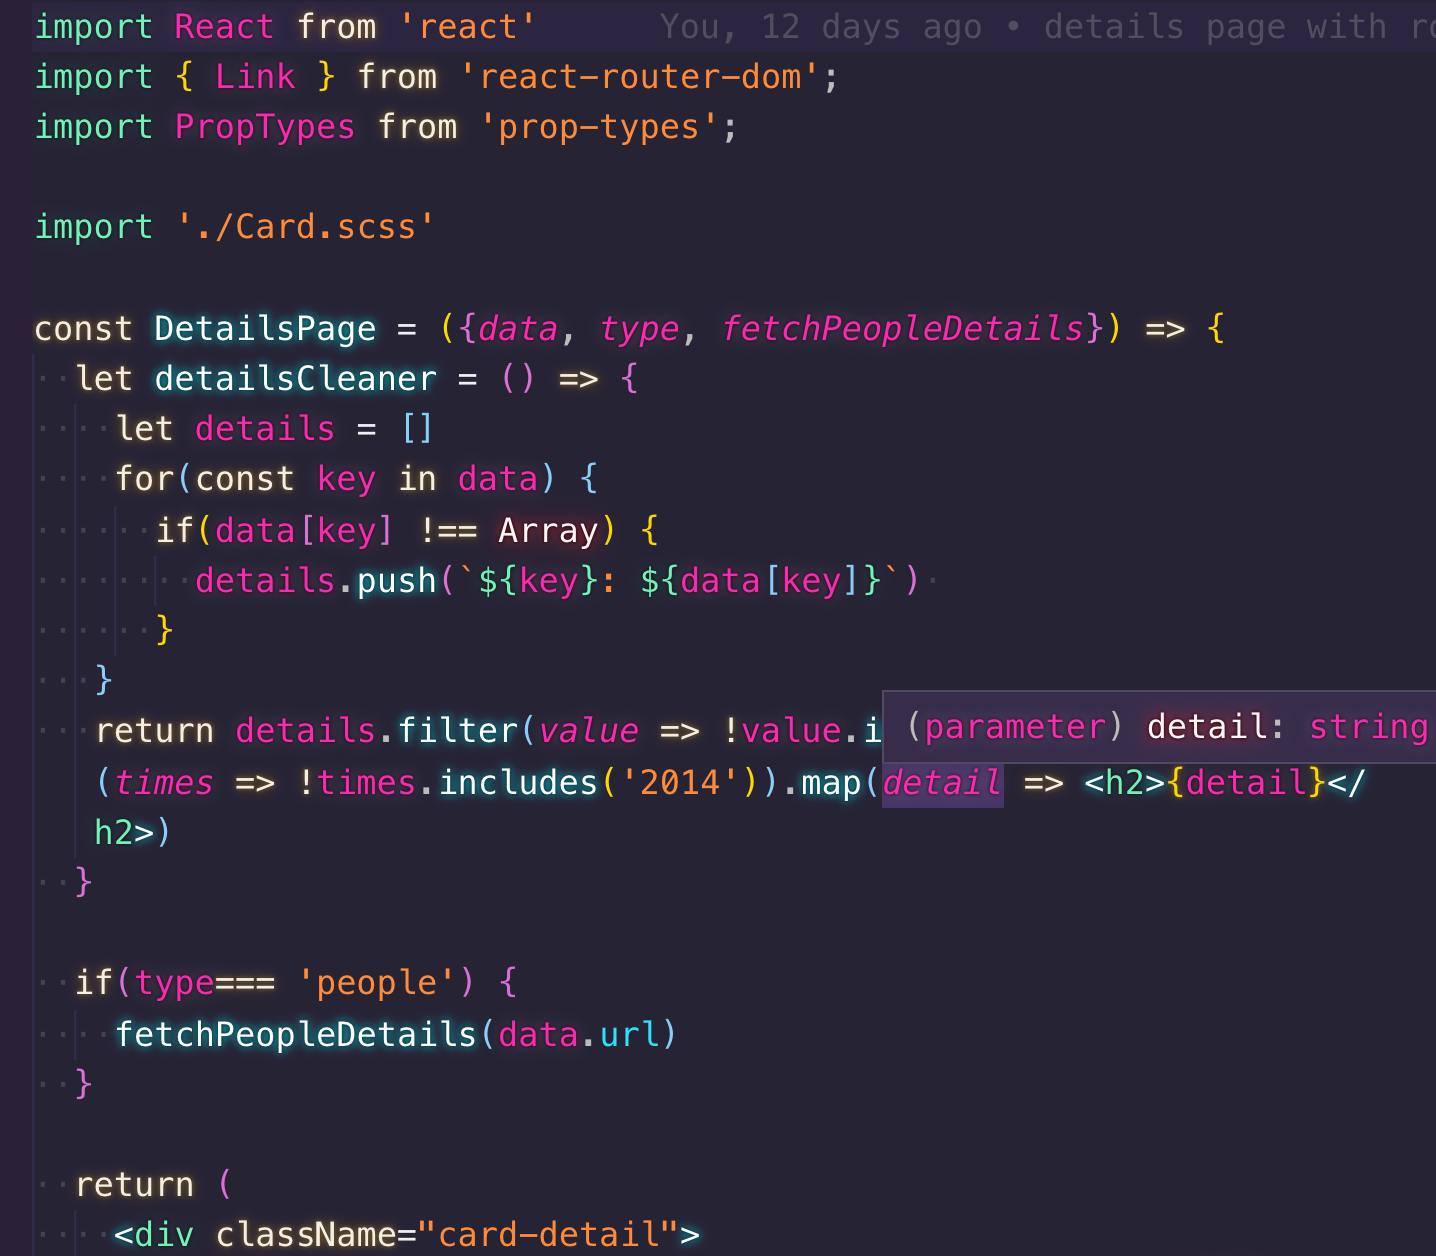 import React from 'react' You, 12 days ago • details page with
import { Link } from 'react-router-dom';
import PropTypes from 'prop-types';
import './Card.scss'
const DetailsPage = ({data, type, fetchPeopleDetails}) => {
let detailsCleaner = () => {
let details = []
for(const key in data) {
if(data[key] !== Array) {
details.push(`${key}: ${data[key]}`)
}
}
return details.filter(value => !value.i
(parameter) detail: string
(times => !times.includes('2014')).map(detail => <h2>{detail}</
h2>)
}
if(type=== 'people') {
fetchPeopleDetails(data.url)
}
return (
<div className="card-detail">